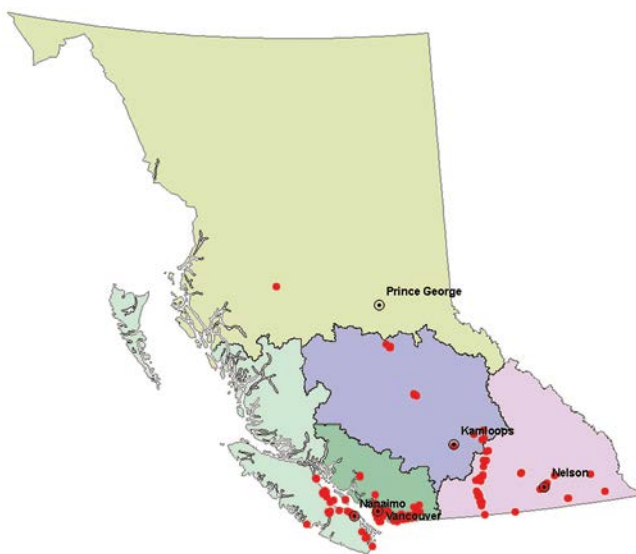 Prince George
Kamloops
Nelson
Nanaimo
Vancouver